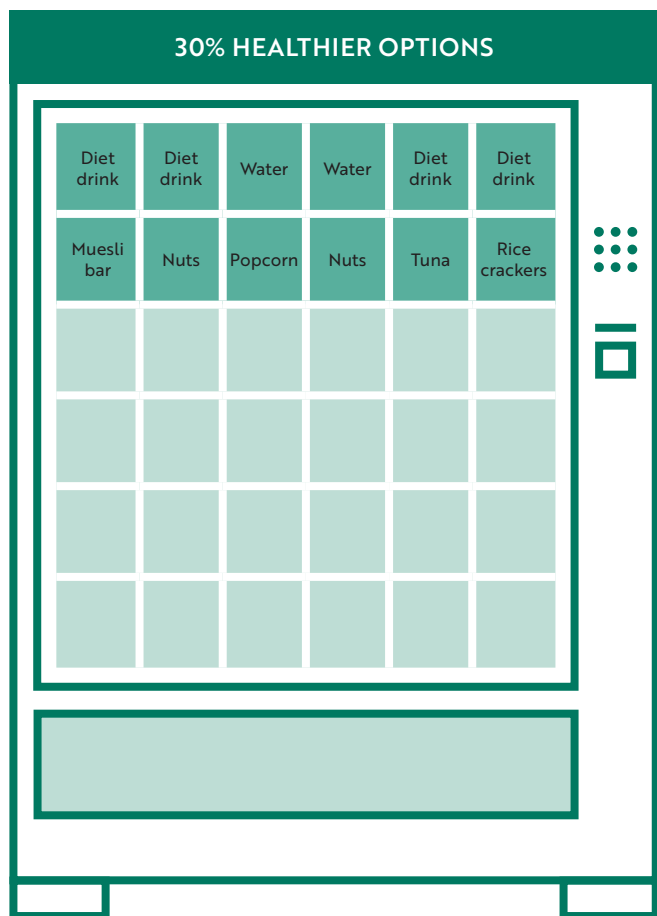 30% HEALTHIER OPTIONS
Diet
drink
Diet
drink
Water
Water
Diet
drink
Diet
drink
Muesli
bar
Nuts
Popcorn
Nuts
Tuna
Rice
crackers